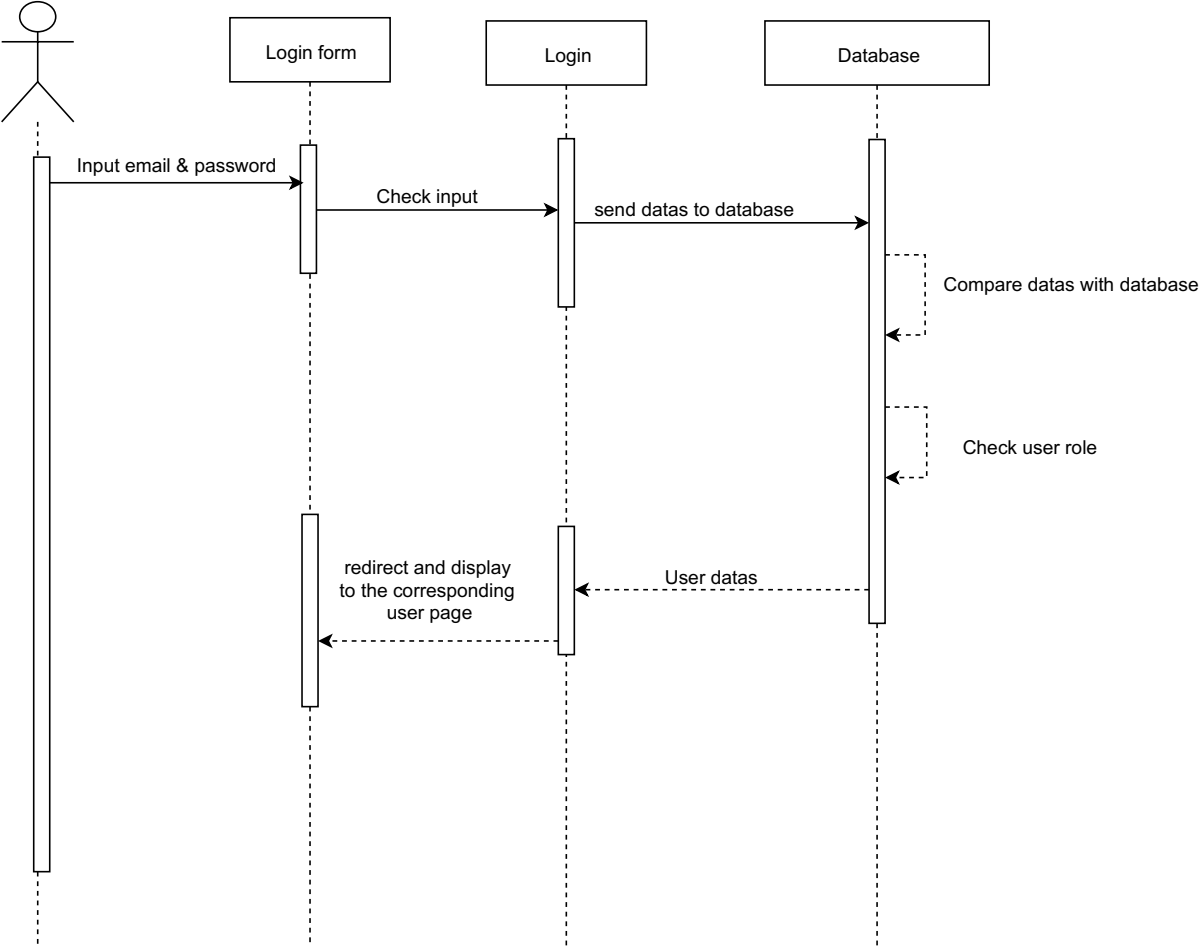 Login form
Login
Database
Input email & password
Check input
send datas to database
Compare datas with database
Check user role
User datas
redirect and display
to the corresponding
user page